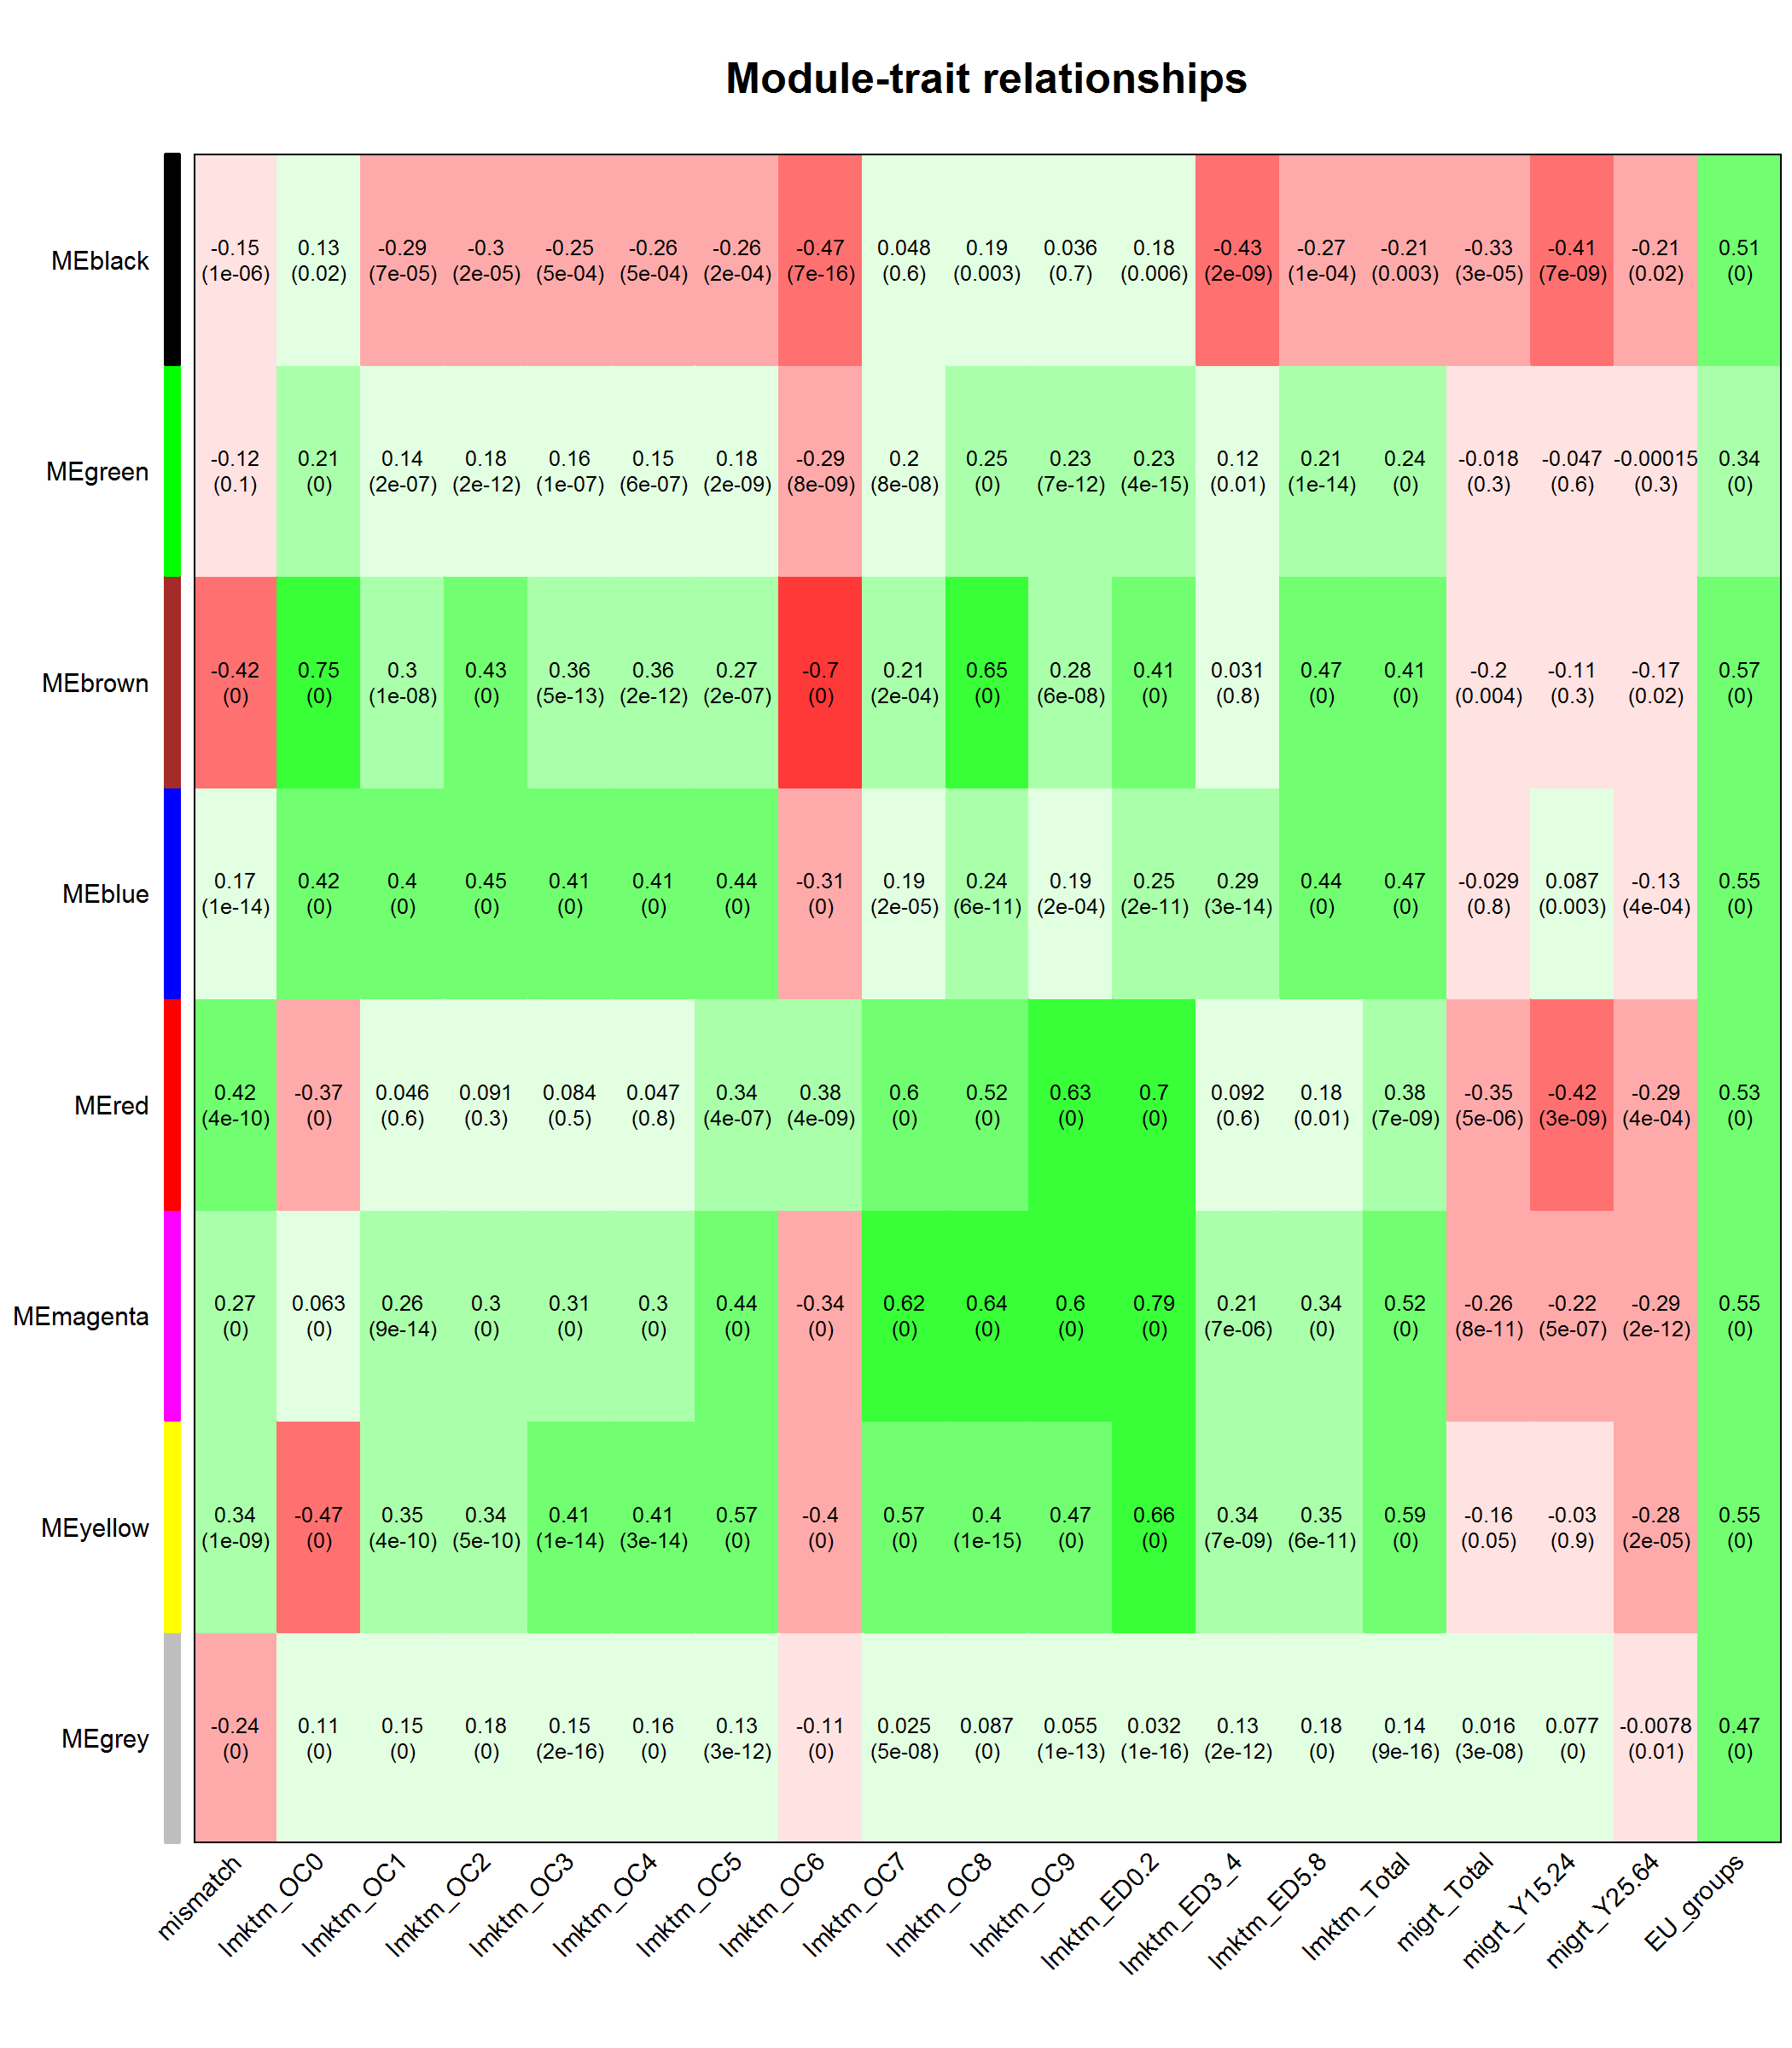 Module-trait relationships
MEblack
-0.15 0.13 -0.29 -0.3 -0.25 -0.26 -0.26 -0.47 0.048 0.19 0.036 0.18 -0.43 -0.27 -0.21 -0.33 -0.41 -0.21 0.51
(1e-06) (0.02) (7e-05) (2e-05) (5e-04) (5e-04) (2e-04) (7e-16) (0.6) (0.003) (0.7) (0.006) (2e-09) (1e-04) (0.003) (3e-05) (7e-09) (0.02) (0)
MEgreen
-0.12 0.21 0.14 0.18 0.16 0.15 0.18 -0.29 0.2 0.25 0.23 0.23 0.12 0.21 0.24 -0.018 -0.047 -0.00015 0.34
(0.1) (0) (2e-07) (2e-12) (1e-07) (6e-07) (2e-09) (8e-09) (8e-08) (0) (7e-12) (4e-15) (0.01) (1e-14) (0) (0.3) (0.6) (0.3) (0)
MEbrown
-0.42 0.75 0.3 0.43 0.36 0.36 0.27 -0.7 0.21 0.65 0.28 0.41 0.031 0.47 0.41 -0.2 -0.11 -0.17 0.57
(0) (0) (1e-08) (0) (5e-13) (2e-12) (2e-07) (0) (2e-04) (0) (6e-08) (0) (0.8) (0) (0) (0.004) (0.3) (0.02) (0)
MEblue
0.17 0.42 0.4 0.45 0.41 0.41 0.44 -0.31 0.19 0.24 0.19 0.25 0.29 0.44 0.47 -0.029 0.087 -0.13 0.55
(1e-14) (0) (0) (0) (0) (0) (0) (0) (2e-05) (6e-11) (2e-04) (2e-11) (3e-14) (0) (0) (0.8) (0.003) (4e-04) (0)
MEred
0.42 -0.37 0.046 0.091 0.084 0.047 0.34 0.38 0.6 0.52 0.63 0.7 0.092 0.18 0.38 -0.35 -0.42 -0.29 0.53
(4e-10) (0) (0.6) (0.3) (0.5) (0.8) (4e-07) (4e-09) (0) (0) (0) (0) (0.6) (0.01) (7e-09) (5e-06) (3e-09) (4e-04) (0)
MEmagenta
0.27 0.063 0.26 0.3 0.31 0.3 0.44 -0.34 0.62 0.64 0.6 0.79 0.21 0.34 0.52 -0.26 -0.22 -0.29 0.55
(0) (0) (9e-14) (0) (0) (0) (0) (0) (0) (0) (0) (0) (7e-06) (0) (0) (8e-11) (5e-07) (2e-12) (0)
MEyellow
0.34 -0.47 0.35 0.34 0.41 0.41 0.57 -0.4 0.57 0.4 0.47 0.66 0.34 0.35 0.59 -0.16 -0.03 -0.28 0.55
(1e-09) (0) (4e-10) (5e-10) (1e-14) (3e-14) (0) (0) (0) (1e-15) (0) (0) (7e-09) (6e-11) (0) (0.05) (0.9) (2e-05) (0)
MEgrey
-0.24 0.11 0.15 0.18 0.15 0.16 0.13 -0.11 0.025 0.087 0.055 0.032 0.13 0.18 0.14 0.016 0.077 -0.0078 0.47
(0) (0) (0) (0) (2e-16) (0) (3e-12) (0) (5e-08) (0) (1e-13) (1e-16) (2e-12) (0) (9e-16) (3e-08) (0) (0.01) (0)
mismatch
lmktm_OC0
lmktm_OC1
lmktm_OC2
lmktm_OC3
lmktm_OC4
lmktm_OC5
lmktm_OC6
lmktm_OC7
lmktm_OC8
lmktm_OC9
lmktm_ED0.2
lmktm_ED3_4
lmktm_ED5.8
lmktm_Total
migrt_Total
migrt_Y15.24
migrt_Y25.64
EU_groups